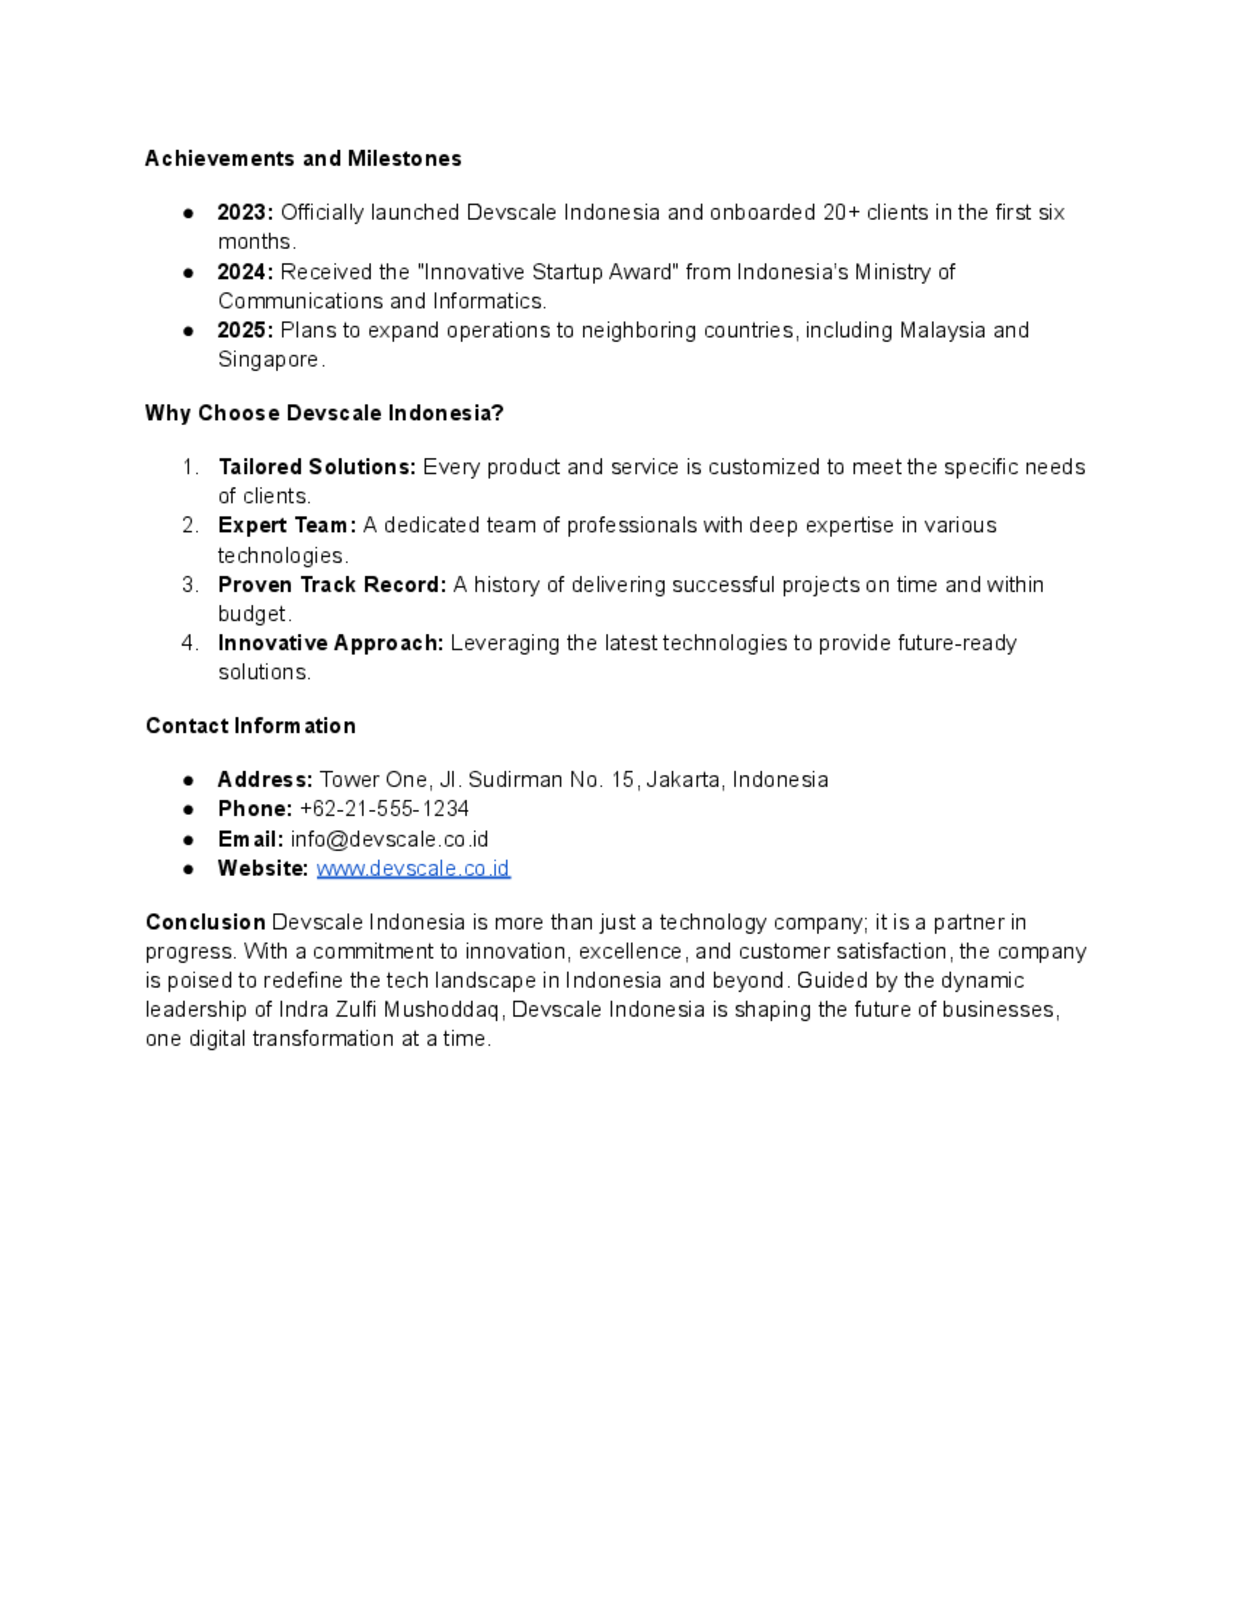 Achievements and Milestones
● 2023: Officially launched Devscale Indonesia and onboarded 20+ clients in the first six
months.
● 2024: Received the "Innovative Startup Award" from Indonesia's Ministry of
Communications and Informatics.
● 2025: Plans to expand operations to neighboring countries, including Malaysia and
Singapore.
Why Choose Devscale Indonesia?
1. Tailored Solutions: Every product and service is customized to meet the specific needs
of clients.
2. Expert Team: A dedicated team of professionals with deep expertise in various
technologies.
3. Proven Track Record: A history of delivering successful projects on time and within
budget.
4. Innovative Approach: Leveraging the latest technologies to provide future-ready
solutions.
Contact Information
● Address: Tower One, Jl. Sudirman No. 15, Jakarta, Indonesia
● Phone: +62-21-555-1234
● Email: info@devscale.co.id
● Website: www.devscale.co.id
Conclusion Devscale Indonesia is more than just a technology company; it is a partner in
progress. With a commitment to innovation, excellence, and customer satisfaction, the company
is poised to redefine the tech landscape in Indonesia and beyond. Guided by the dynamic
leadership of Indra Zulfi Mushoddaq, Devscale Indonesia is shaping the future of businesses,
one digital transformation at a time.